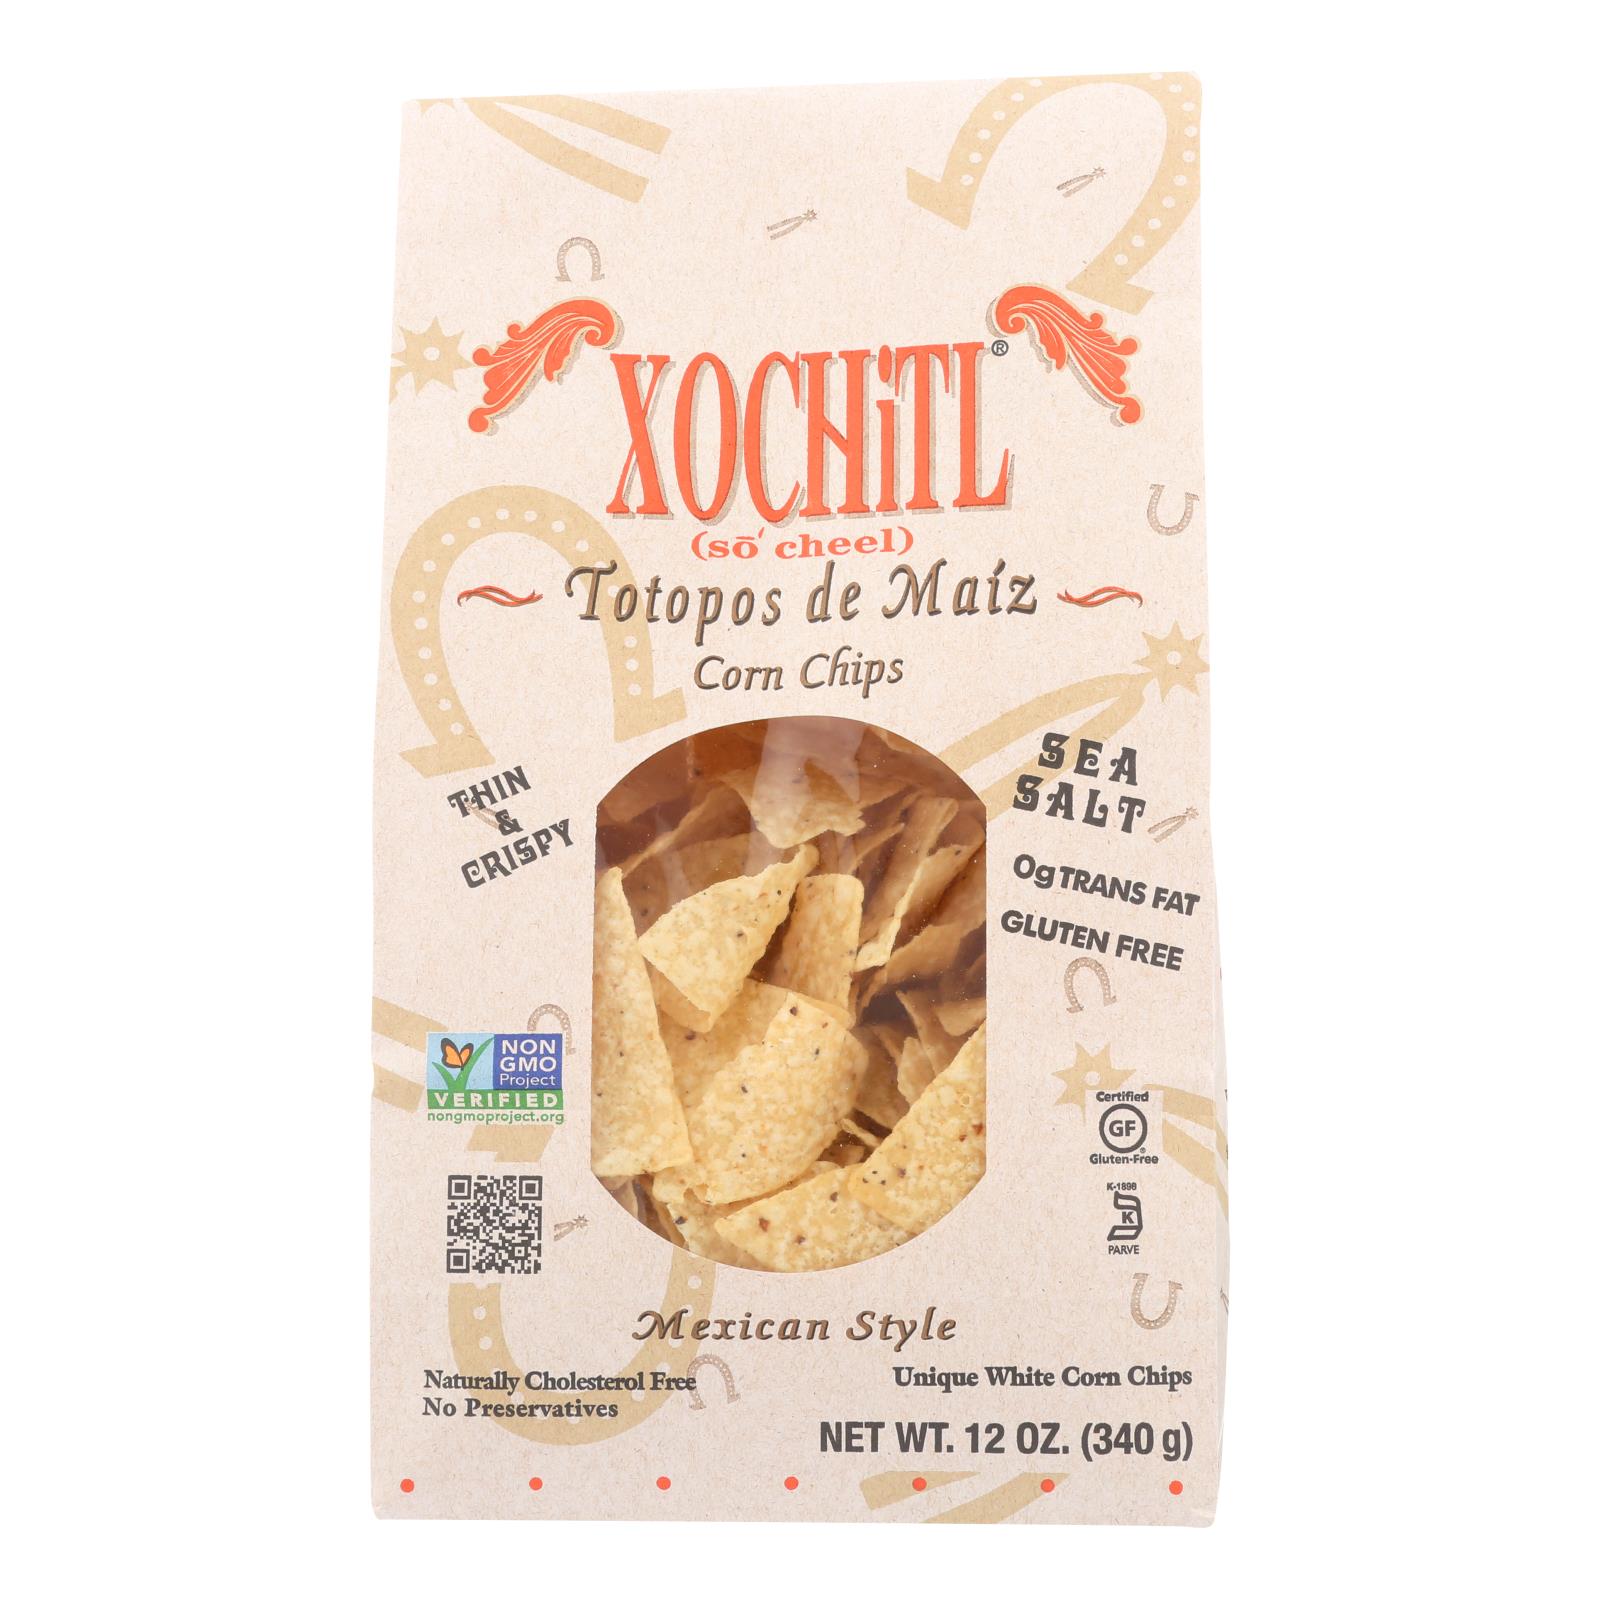 XOCHiTL®
(sō' cheel)
Totopos de Maíz
Corn Chips
THIN
&
CRISPY
SEA
SALT
0g TRANS FAT
GLUTEN FREE
NON
GMO
Project
VERIFIED
nongmoproject.org
Certified
GF
Gluten-Free
K-1898
K
PARVE
Mexican Style
Naturally Cholesterol Free
No Preservatives
Unique White Corn Chips
NET WT. 12 OZ. (340 g)